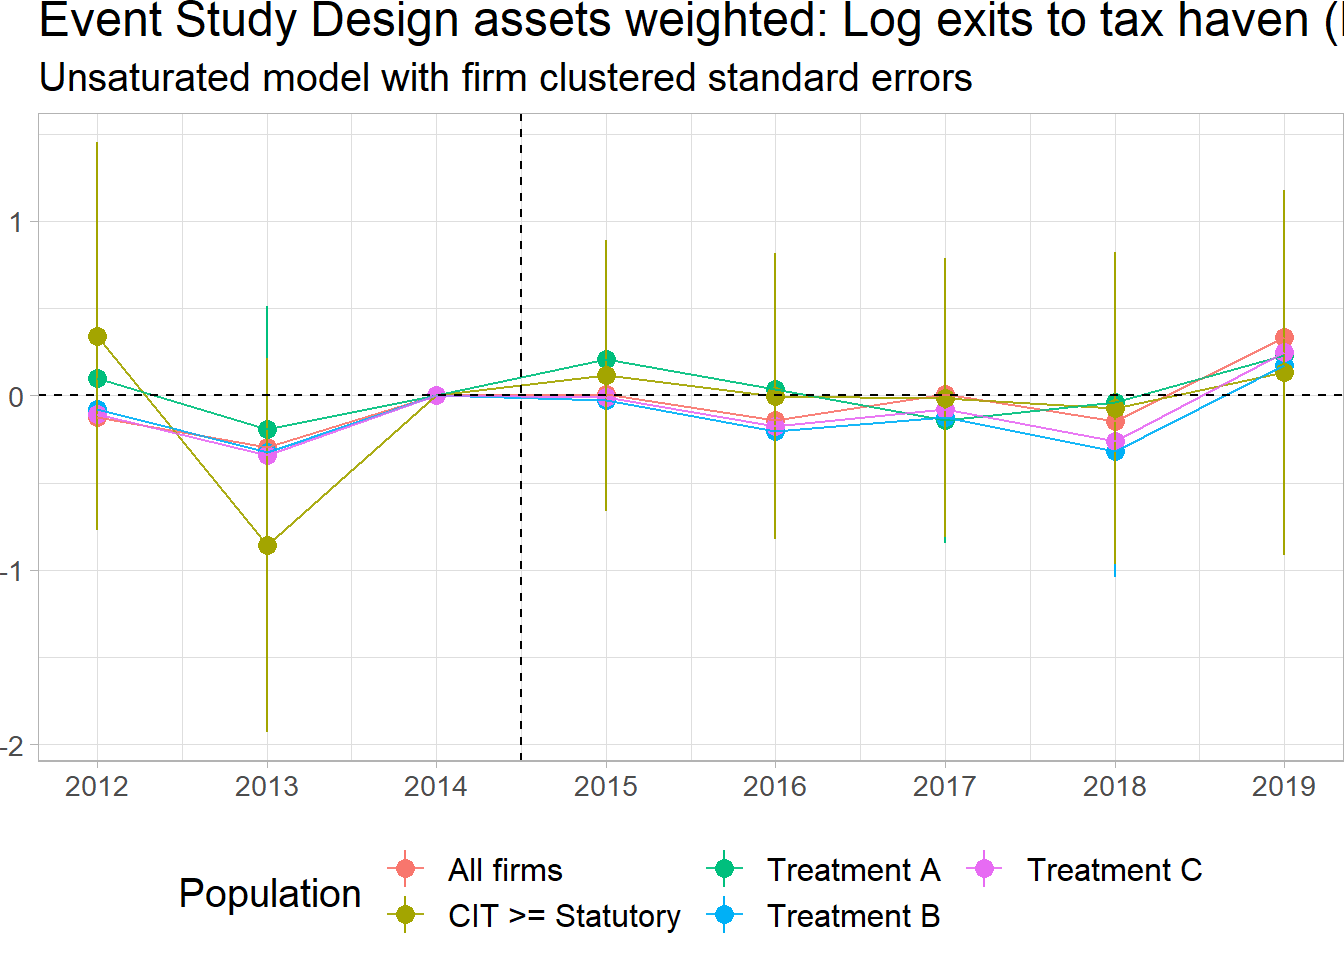 Event Study Design assets weighted: Log exits to tax haven (
Unsaturated model with firm clustered standard errors
1
0
-1
-2
2012 2013 2014 2015 2016 2017 2018 2019
Population
All firms Treatment A Treatment C
CIT >= Statutory Treatment B